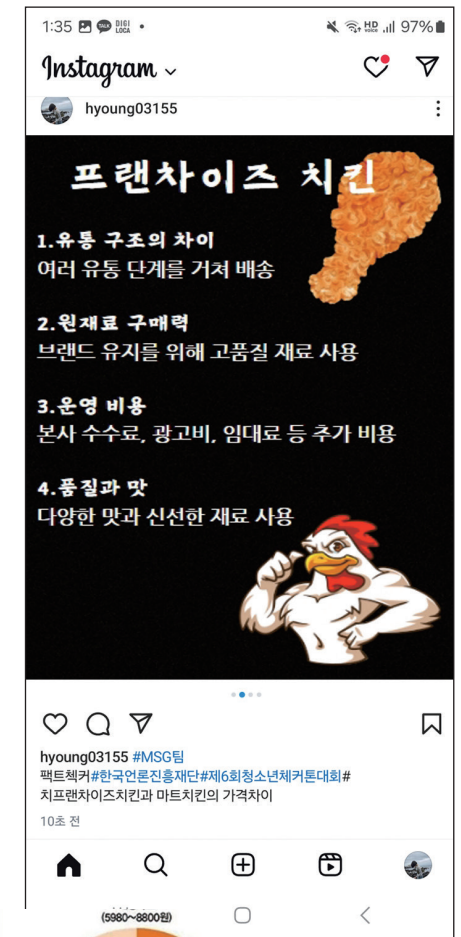 1:35 TALK DIGI LOCA • HD voice 97%
Instagram
hyoung03155
프랜차이즈 치킨
1.유통 구조의 차이
여러 유통 단계를 거쳐 배송
2.원재료 구매력
브랜드 유지를 위해 고품질 재료 사용
3.운영 비용
본사 수수료, 광고비, 임대료 등 추가 비용
4.품질과 맛
다양한 맛과 신선한 재료 사용
hyoung03155 #MSG팀
팩트첵커#한국언론진흥재단#제6회청소년체커톤대회#
치프랜차이즈치킨과 마트치킨의 가격차이
10초 전
(5980~8800원)